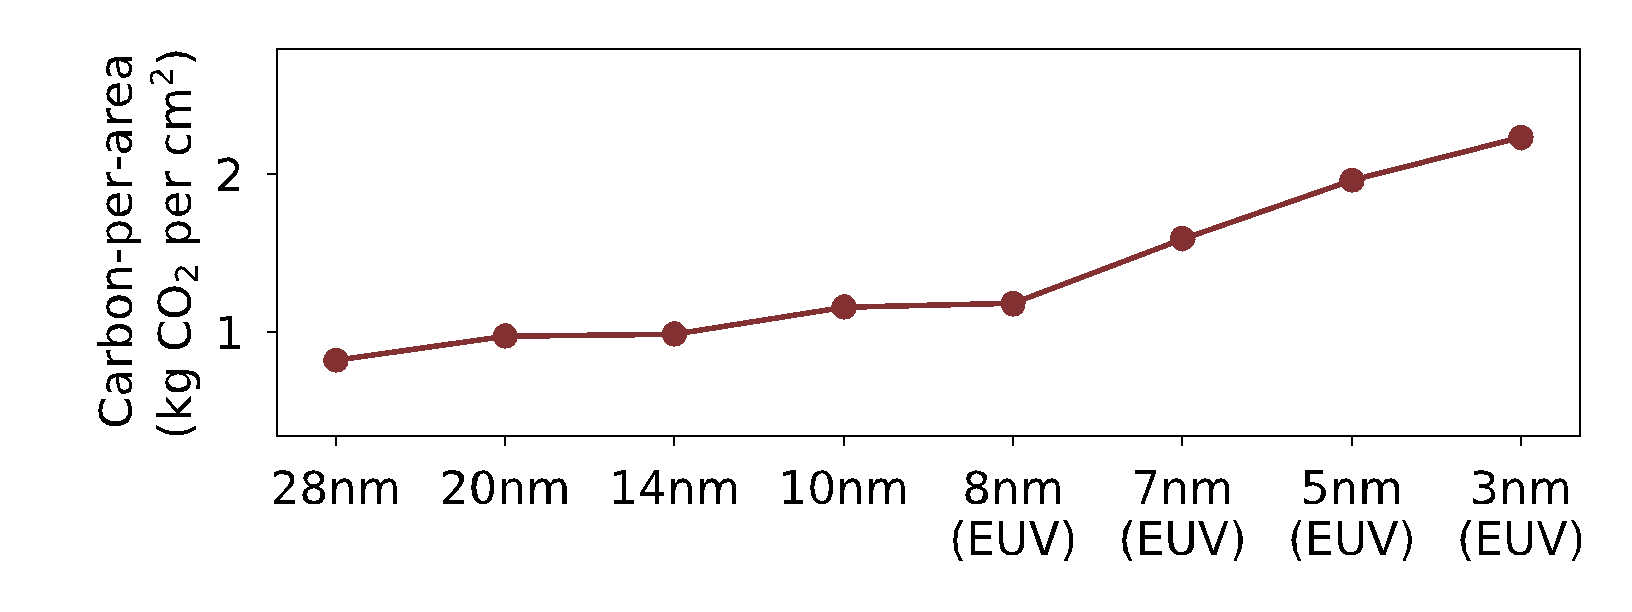 Carbon-per-area
(kg CO₂ per cm²)
2
1
28nm 20nm 14nm 10nm 8nm 7nm 5nm 3nm
(EUV) (EUV) (EUV) (EUV)